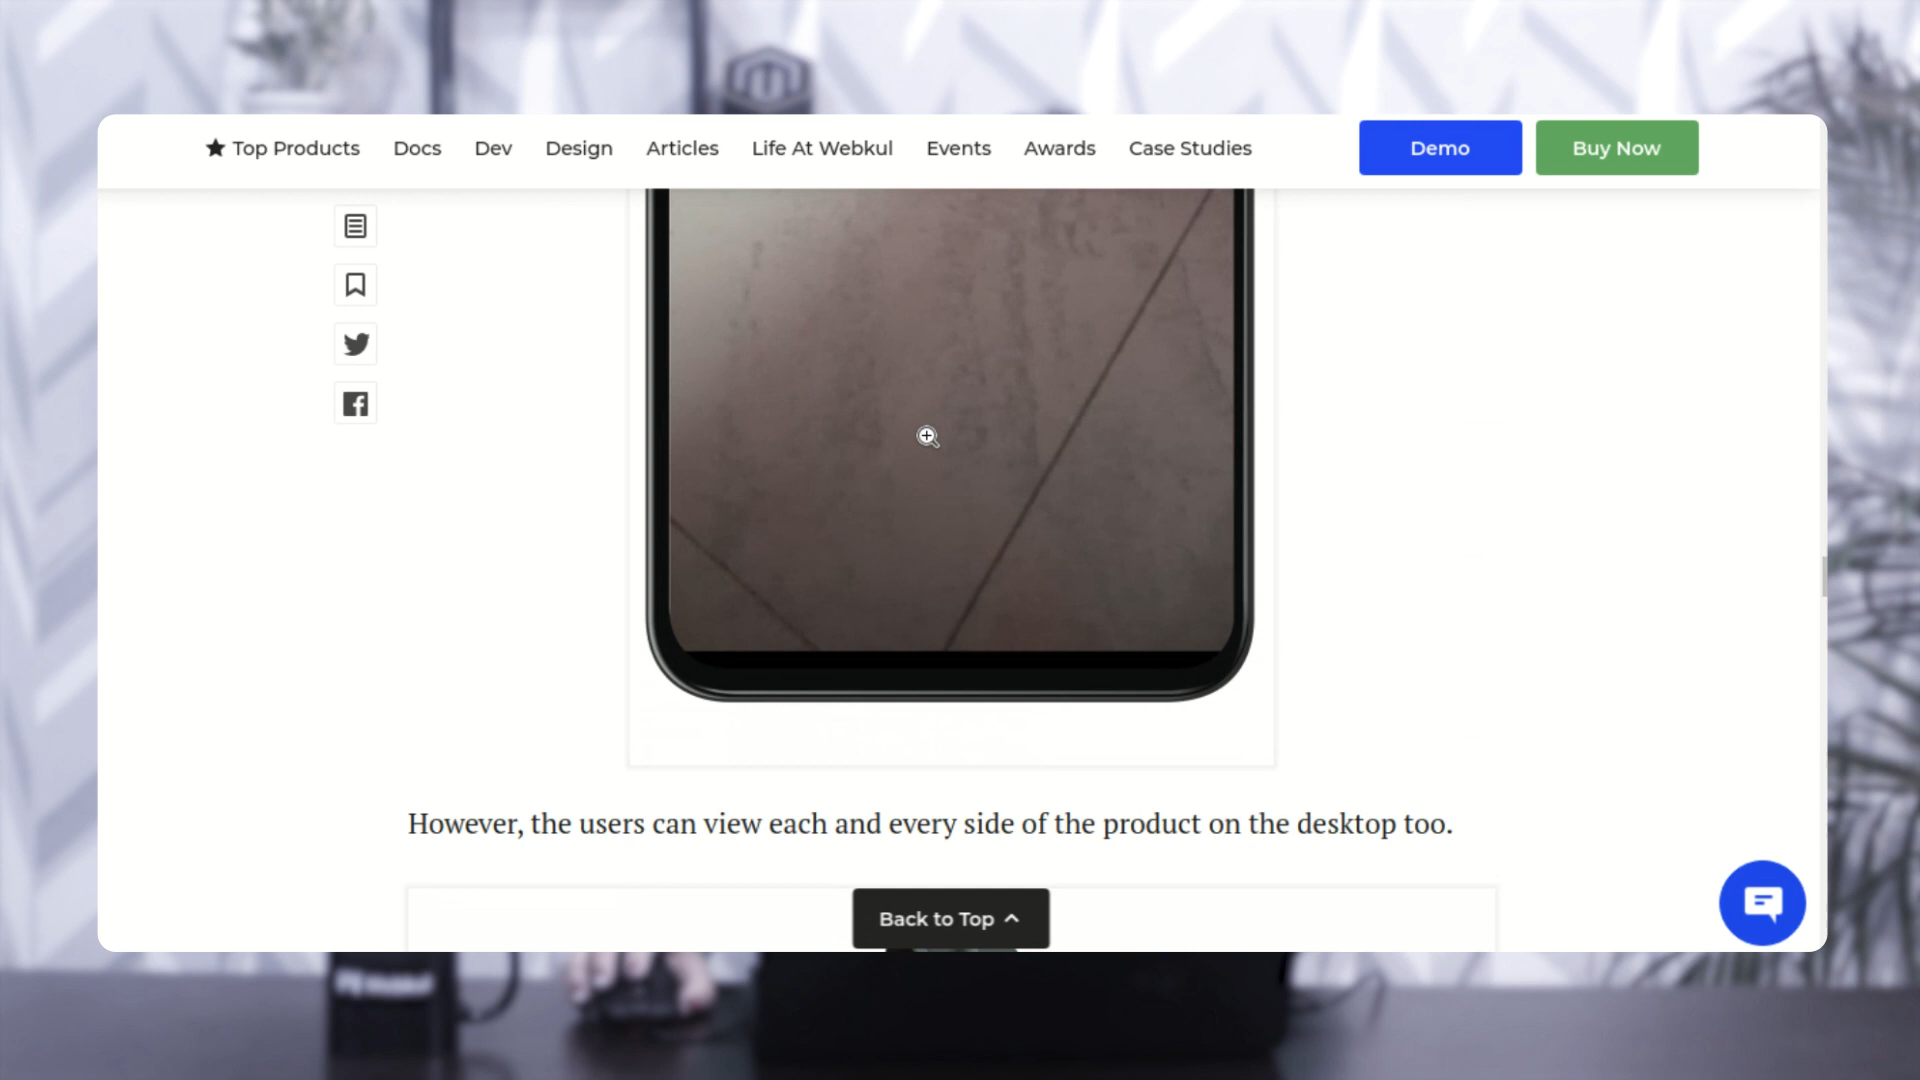 Top Products Docs Dev Design Articles Life At Webkul Events Awards Case Studies Demo Buy Now
However, the users can view each and every side of the product on the desktop too.
Back to Top